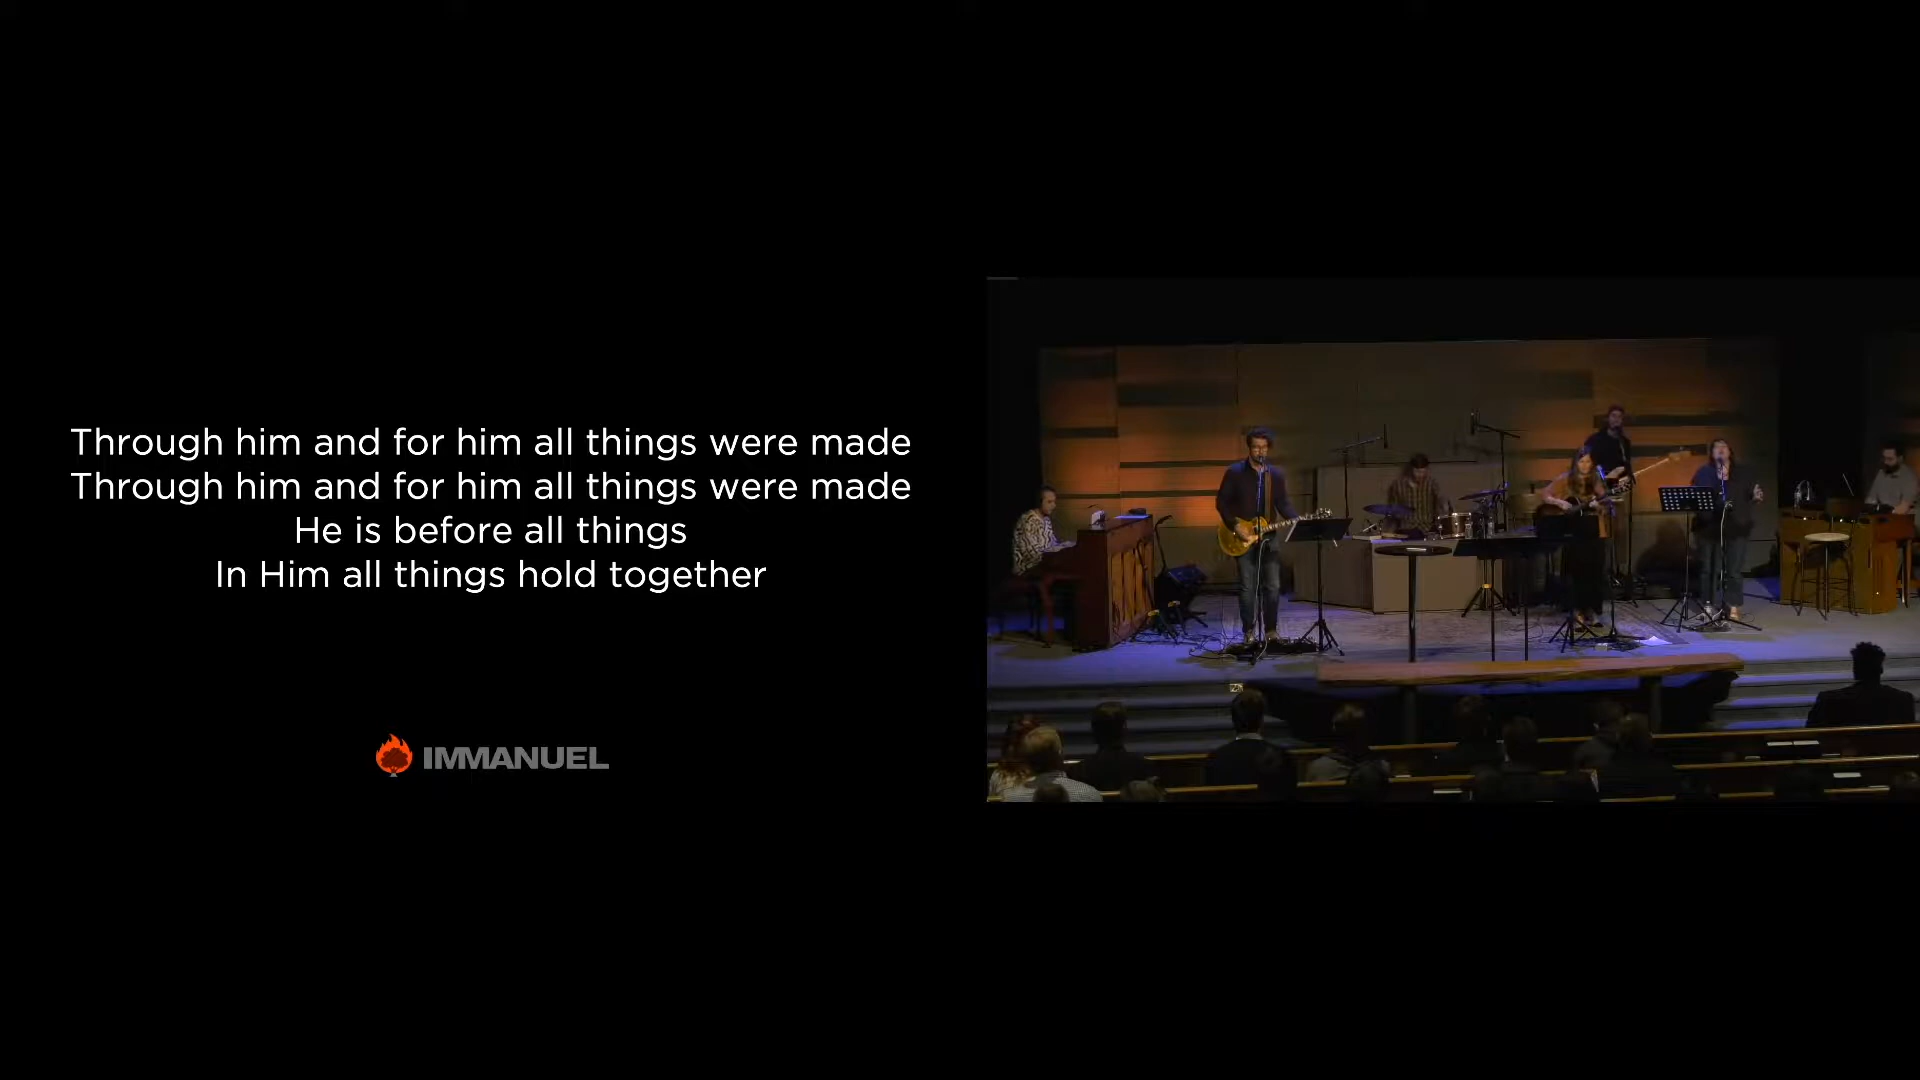 Through him and for him all things were made
Through him and for him all things were made
He is before all things
In Him all things hold together
IMMANUEL